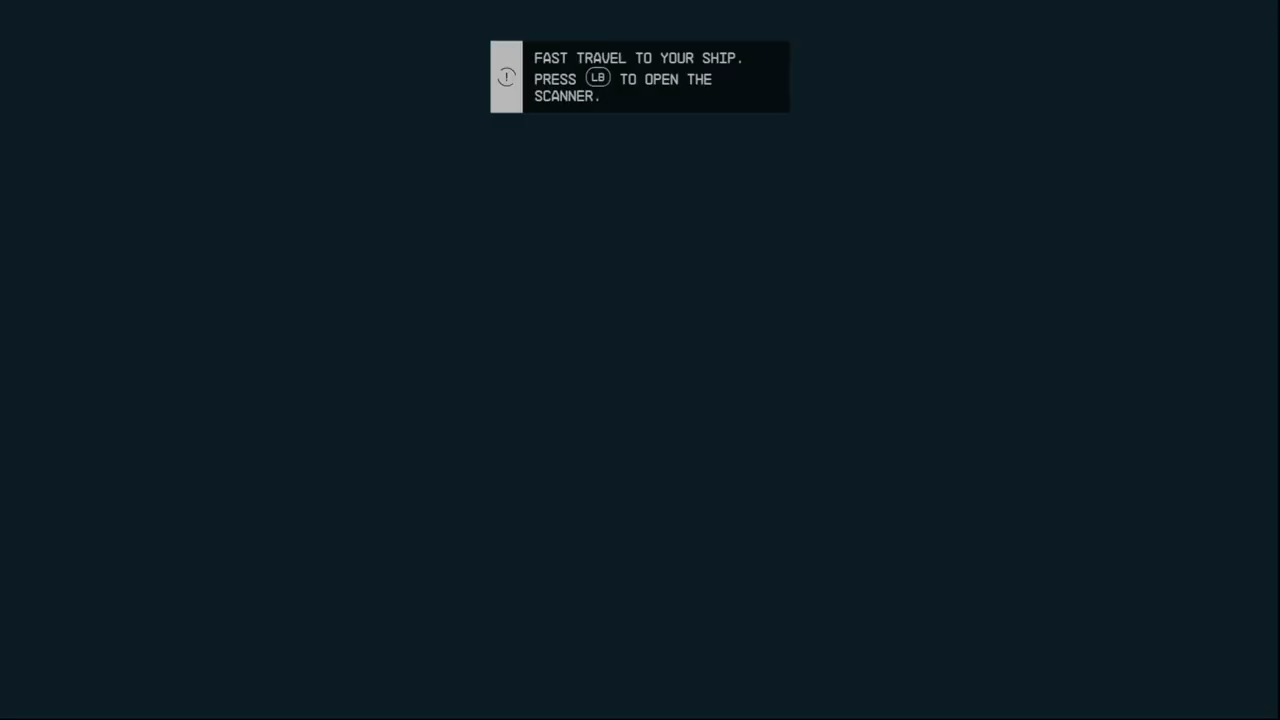 FAST TRAVEL TO YOUR SHIP.
PRESS LB TO OPEN THE
SCANNER.